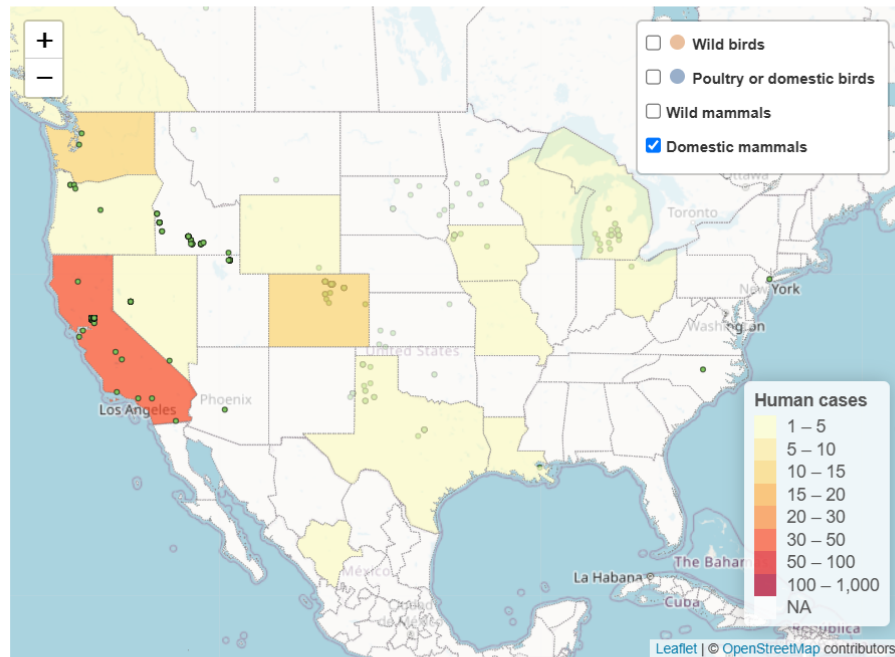 +
−
Wild birds
Poultry or domestic birds
Wild mammals
Domestic mammals
Ottawa
Toronto
New York
Washington
United States
Los Angeles
Phoenix
Human cases
1 – 5
5 – 10
10 – 15
15 – 20
20 – 30
30 – 50
50 – 100
100 – 1,000
NA
The Bahamas
La Habana
México
Cuba
Leaflet | © OpenStreetMap contributors